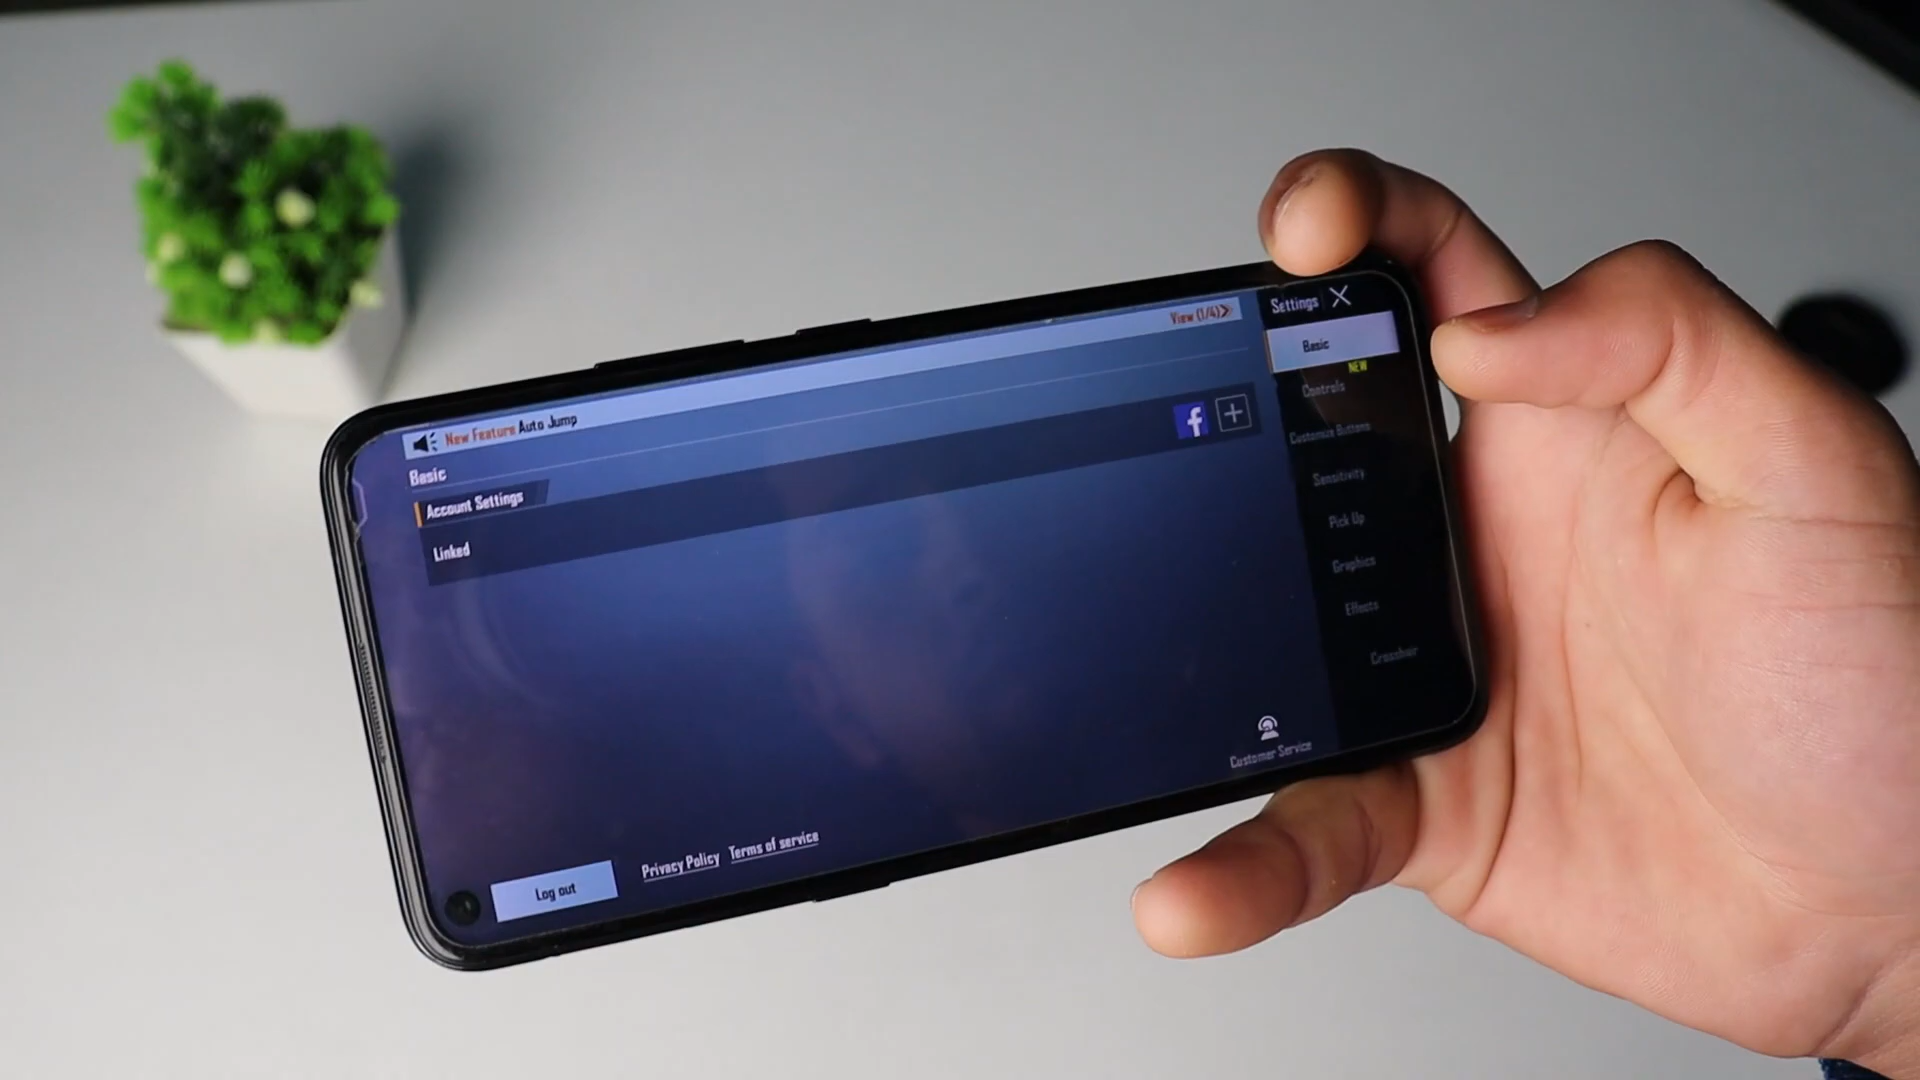 New Feature Auto Jump
View (1/4)
Basic
Account Settings
Linked
Settings
Basic
NEW
Controls
Customize Buttons
Sensitivity
Pick Up
Graphics
Effects
Crosshair
Customer Service
Log out
Privacy Policy
Terms of service